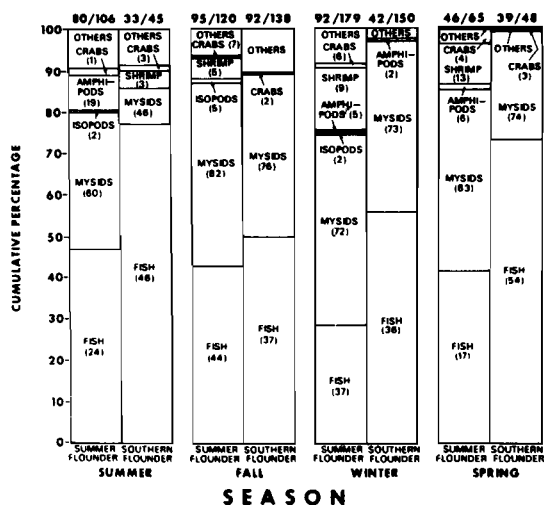 80/106 33/45 95/120 92/138 92/179 42/150 46/65 39/48
CUMULATIVE PERCENTAGE
100
90
80
70
60
50
40
30
20
10
0
OTHERS
CRABS
(1)
AMPHI-
PODS
(19)
ISOPODS
(2)
MYSIDS
(60)
FISH
(24)
SUMMER
FLOUNDER
OTHERS
CRABS
(3)
SHRIMP
(3)
MYSIDS
(46)
FISH
(46)
SOUTHERN
FLOUNDER
SUMMER
OTHERS
CRABS (7)
SHRIMP
(5)
ISOPODS
(5)
MYSIDS
(82)
FISH
(44)
SUMMER
FLOUNDER
OTHERS
CRABS
(2)
MYSIDS
(76)
FISH
(37)
SOUTHERN
FLOUNDER
FALL
OTHERS
CRABS
(6)
SHRIMP
(9)
AMPHI-
PODS (5)
ISOPODS
(2)
MYSIDS
(72)
FISH
(37)
SUMMER
FLOUNDER
OTHERS
AMPHI-
PODS
(2)
MYSIDS
(73)
FISH
(36)
SOUTHERN
FLOUNDER
WINTER
OTHERS
CRABS
(4)
SHRIMP
(13)
AMPHI-
PODS
(6)
MYSIDS
(63)
FISH
(17)
SUMMER
FLOUNDER
OTHERS
CRABS
(3)
MYSIDS
(74)
FISH
(54)
SOUTHERN
FLOUNDER
SPRING
SEASON